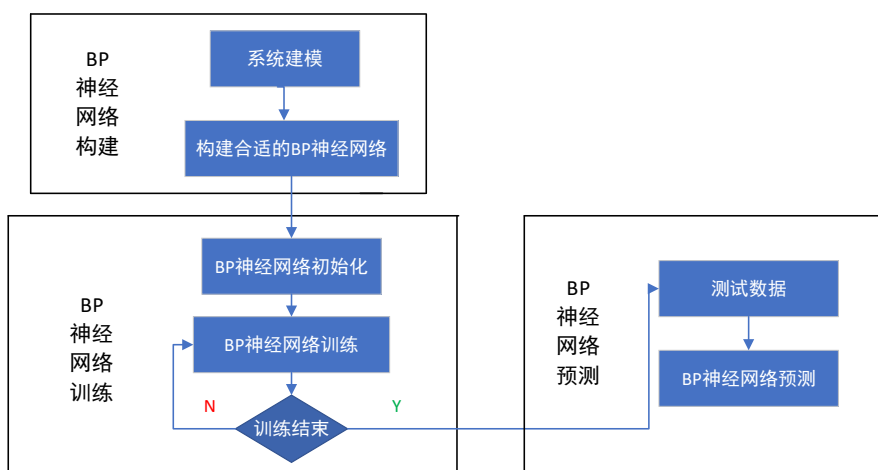 BP
神经
网络
构建
系统建模
构建合适的BP神经网络
BP
神经
网络
训练
BP神经网络初始化
BP神经网络训练
N
训练结束
Y
BP
神经
网络
预测
测试数据
BP神经网络预测